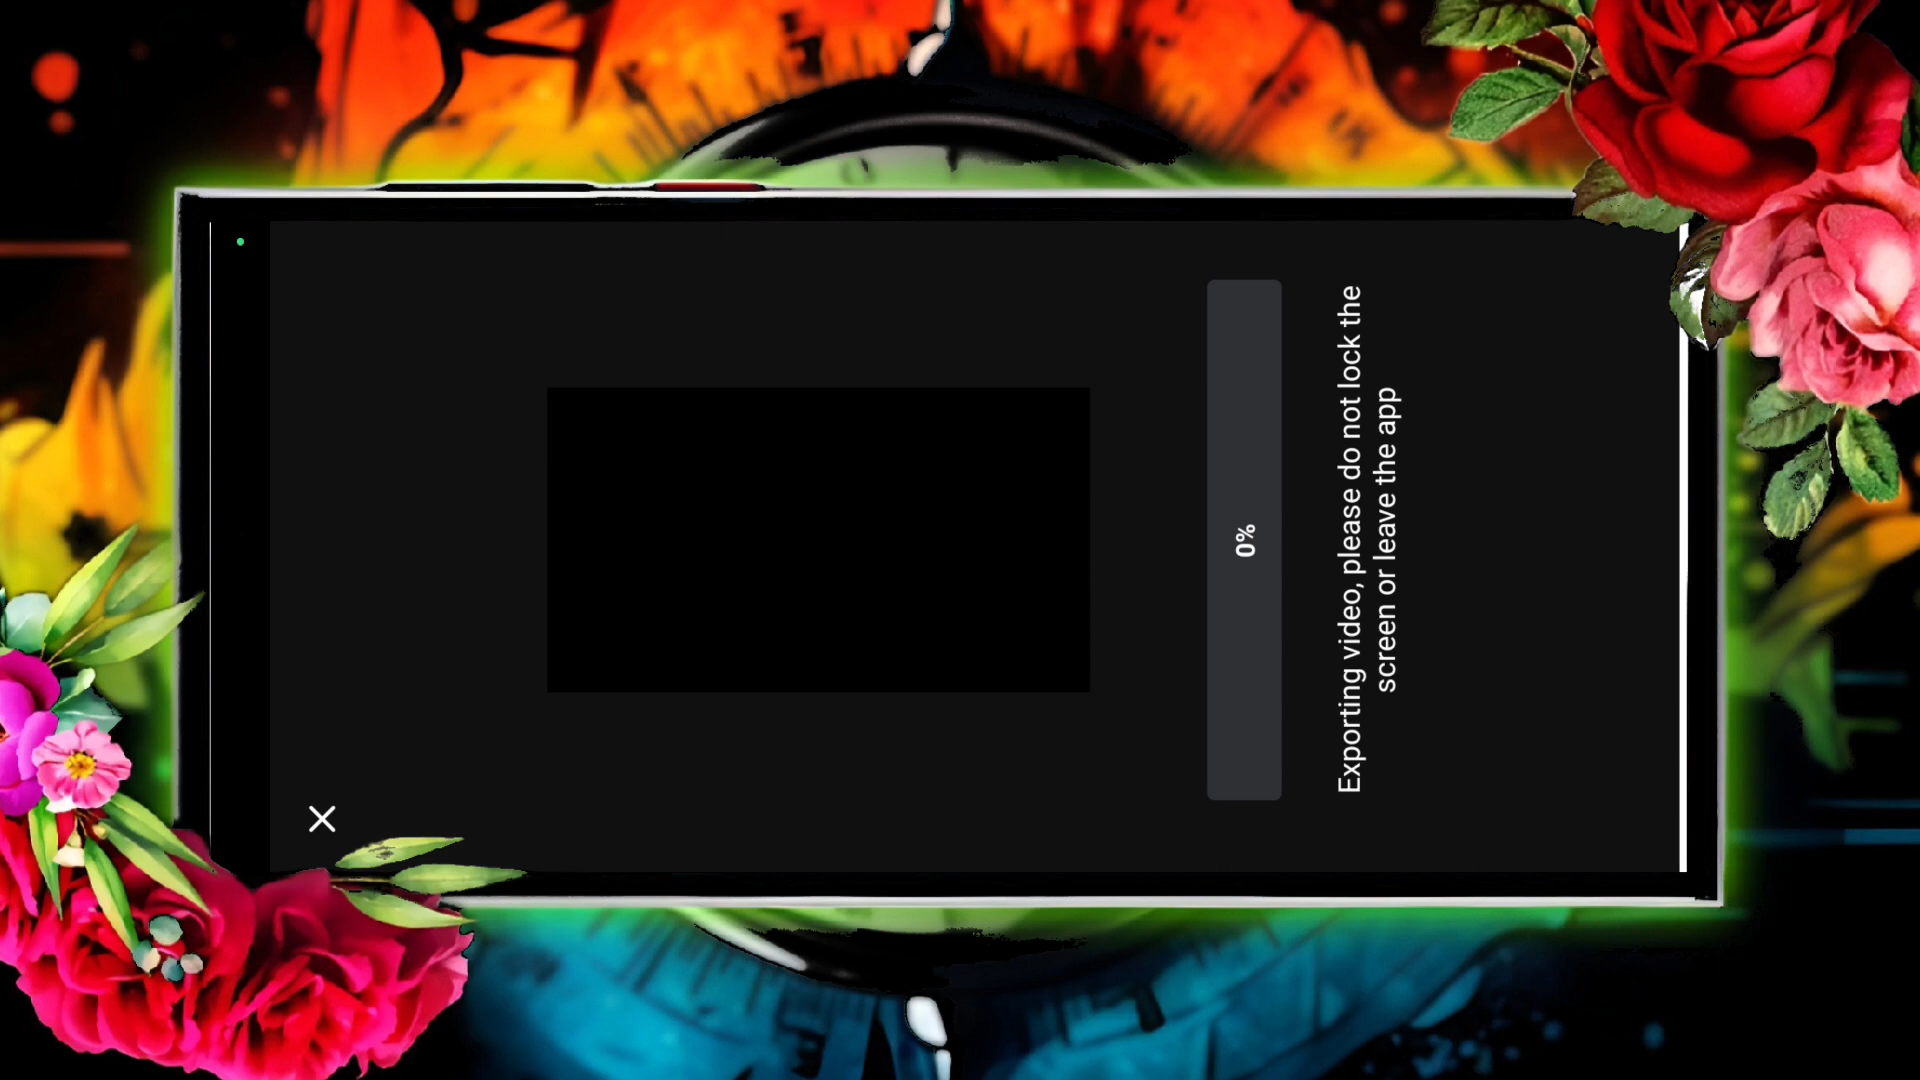 0%
Exporting video, please do not lock the
screen or leave the app